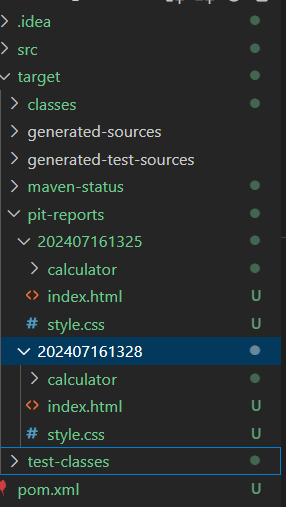 .idea
src
target
classes
generated-sources
generated-test-sources
maven-status
pit-reports
202407161325
calculator
index.html U
style.css U
202407161328
calculator
index.html U
style.css U
test-classes
pom.xml U